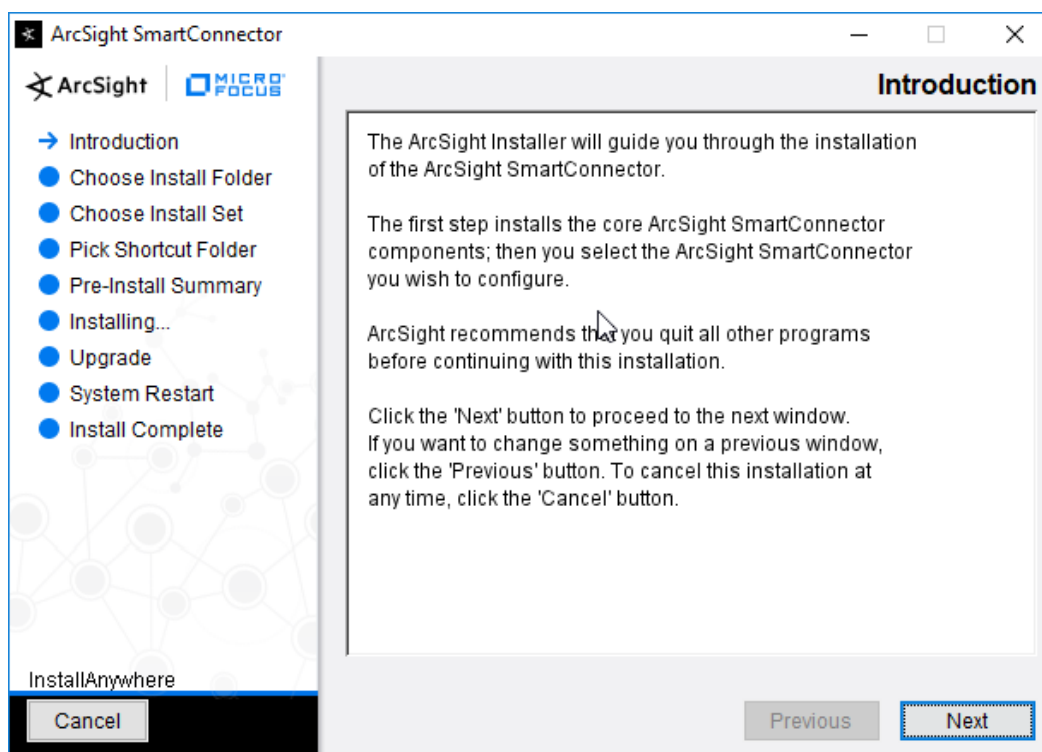 ArcSight SmartConnector
ArcSight
MICRO
FOCUS
Introduction
Introduction
Choose Install Folder
Choose Install Set
Pick Shortcut Folder
Pre-Install Summary
Installing...
Upgrade
System Restart
Install Complete
The ArcSight Installer will guide you through the installation
of the ArcSight SmartConnector.
The first step installs the core ArcSight SmartConnector
components; then you select the ArcSight SmartConnector
you wish to configure.
ArcSight recommends that you quit all other programs
before continuing with this installation.
Click the 'Next' button to proceed to the next window.
If you want to change something on a previous window,
click the 'Previous' button. To cancel this installation at
any time, click the 'Cancel' button.
InstallAnywhere
Cancel
Previous
Next